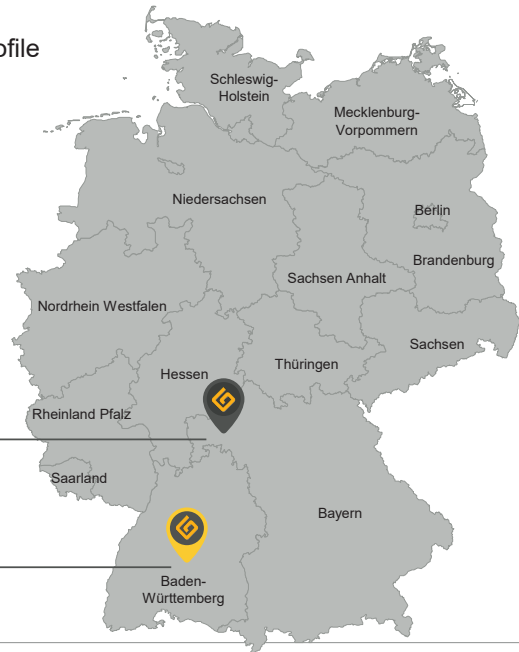 ofile
Schleswig-
Holstein
Mecklenburg-
Vorpommern
Niedersachsen
Berlin
Brandenburg
Sachsen Anhalt
Nordrhein Westfalen
Sachsen
Thüringen
Hessen
Rheinland Pfalz
Saarland
Bayern
Baden-
Württemberg